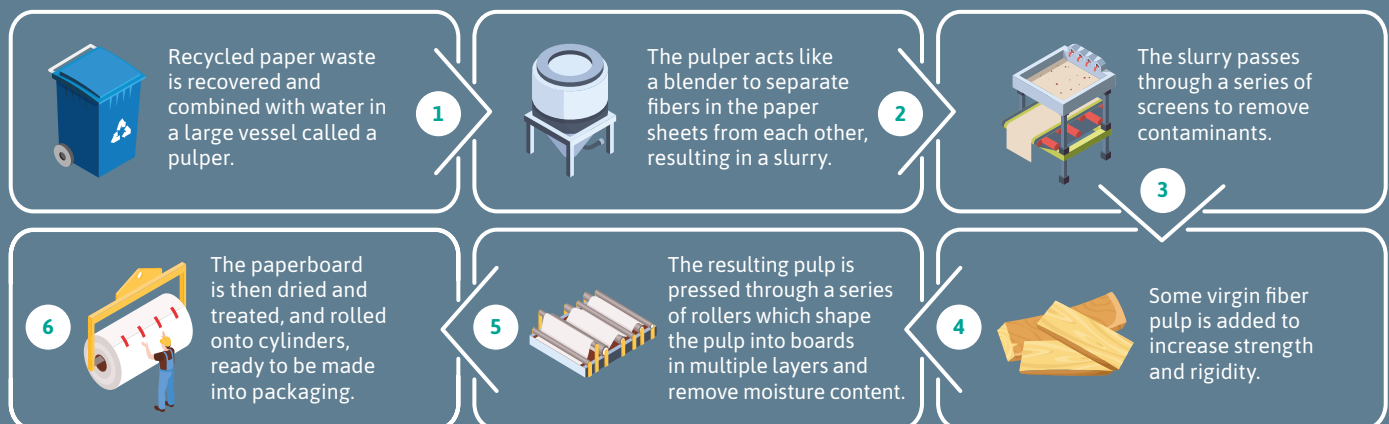 Recycled paper waste
is recovered and
combined with water in
a large vessel called a
pulper.
1
The pulper acts like
a blender to separate
fibers in the paper
sheets from each other,
resulting in a slurry.
2
The slurry passes
through a series of
screens to remove
contaminants.
3
Some virgin fiber
pulp is added to
increase strength
and rigidity.
4
The resulting pulp is
pressed through a series
of rollers which shape
the pulp into boards
in multiple layers and
remove moisture content.
5
The paperboard
is then dried and
treated, and rolled
onto cylinders,
ready to be made
into packaging.
6